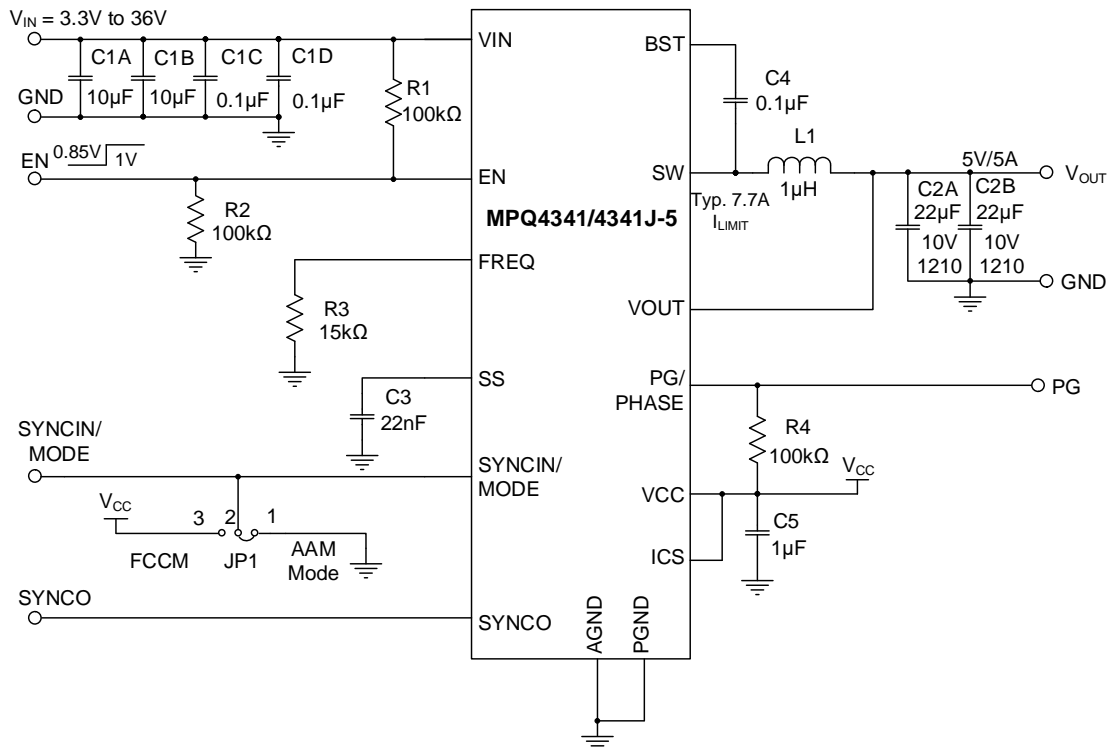 VIN = 3.3V to 36V
C1A
10µF
C1B
10µF
C1C
0.1µF
C1D
0.1µF
GND
R1
100kΩ
EN
0.85V
1V
R2
100kΩ
R3
15kΩ
C3
22nF
SYNCIN/
MODE
VCC
3
2
1
FCCM
JP1
AAM
Mode
SYNCO
VIN
EN
FREQ
SS
SYNCIN/
MODE
SYNCO
MPQ4341/4341J-5
AGND
PGND
BST
SW
VOUT
PG/
PHASE
VCC
ICS
C4
0.1µF
L1
1µH
Typ. 7.7A
ILIMIT
5V/5A
VOUT
C2A
22µF
10V
1210
C2B
22µF
10V
1210
GND
PG
R4
100kΩ
VCC
C5
1µF